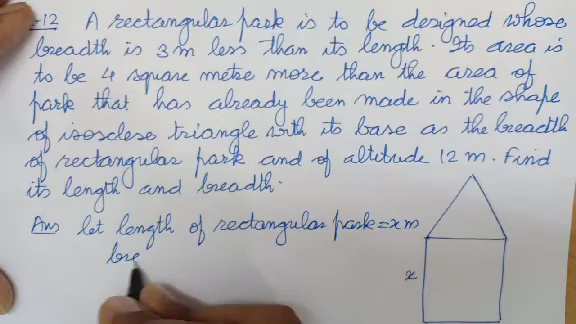 -12 A rectangular park is to be designed whose
breadth is 3 m less than its length. Its area is
to be 4 square metre more than the area of
park that has already been made in the shape
of isosclese triangle with its base as the breadth
of rectangular park and of altitude 12 m. Find
its length and breadth.
Ans let length of rectangular park = x m
bre
x